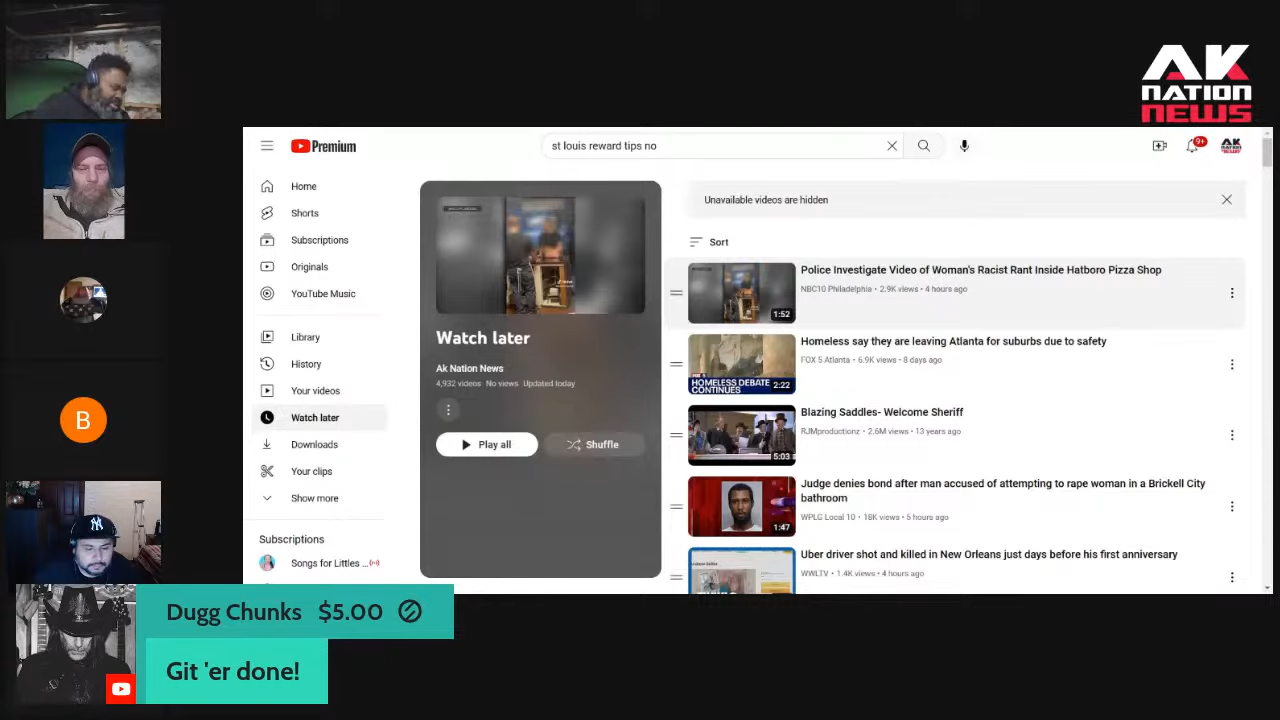 AK
NATION
NEWS
Premium
st louis reward tips no
9+
Home
Shorts
Subscriptions
Originals
YouTube Music
Library
History
Your videos
Watch later
Downloads
Your clips
Show more
Subscriptions
Songs for Littles ...
Watch later
Ak Nation News
4,932 videos No views Updated today
Play all
Shuffle
Unavailable videos are hidden
Sort
Police Investigate Video of Woman's Racist Rant Inside Hatboro Pizza Shop
NBC10 Philadelphia • 2.9K views • 4 hours ago
1:52
Homeless say they are leaving Atlanta for suburbs due to safety
FOX 5 Atlanta • 6.9K views • 8 days ago
HOMELESS DEBATE
CONTINUES
2:22
Blazing Saddles- Welcome Sheriff
RJMproductionz • 2.6M views • 13 years ago
5:03
Judge denies bond after man accused of attempting to rape woman in a Brickell City
bathroom
WPLG Local 10 • 18K views • 5 hours ago
1:47
Uber driver shot and killed in New Orleans just days before his first anniversary
WWLTV • 1.4K views • 4 hours ago
B
Dugg Chunks $5.00
Git 'er done!